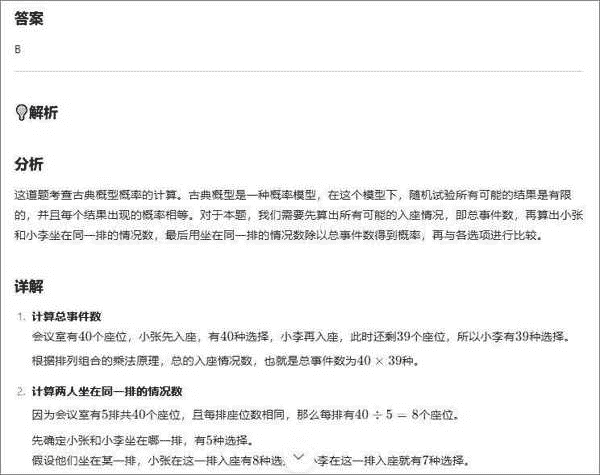 答案
B
解析
分析
这道题考查古典概型概率的计算。古典概型是一种概率模型，在这个模型下，随机试验所有可能的结果是有限
的，并且每个结果出现的概率相等。对于本题，我们需要先算出所有可能的入座情况，即总事件数，再算出小张
和小李坐在同一排的情况数，最后用坐在同一排的情况数除以总事件数得到概率，再与各选项进行比较。
详解
1. 计算总事件数
会议室有40个座位，小张先入座，有40种选择，小李再入座，此时还剩39个座位，所以小李有39种选择。
根据排列组合的乘法原理，总的入座情况数，也就是总事件数为40 × 39种。
2. 计算两人坐在同一排的情况数
因为会议室有5排共40个座位，且每排座位数相同，那么每排有40 ÷ 5 = 8个座位。
先确定小张和小李坐在哪一排，有5种选择。
假设他们坐在某一排，小张在这一排入座有8种选 小李在这一排入座就有7种选择。